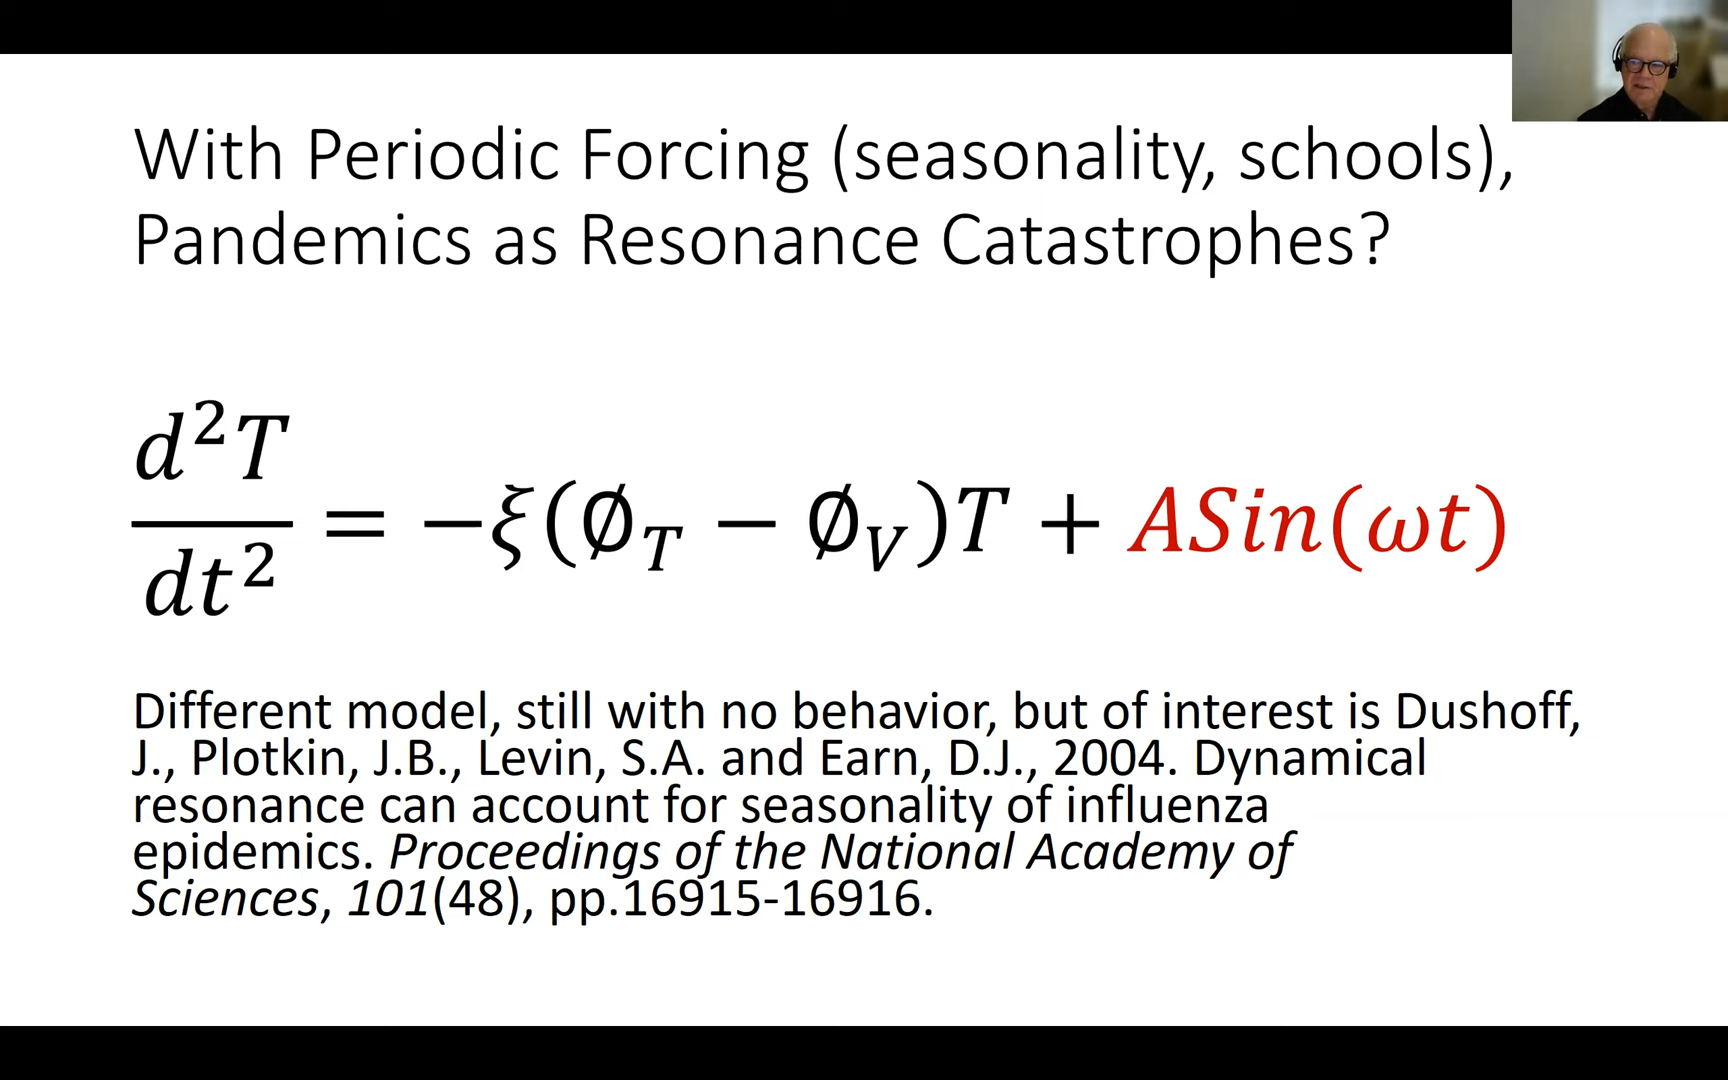 With Periodic Forcing (seasonality, schools),
Pandemics as Resonance Catastrophes?
d²T/dt² = −ξ(∅_T − ∅_V)T + ASin(ωt)
Different model, still with no behavior, but of interest is Dushoff,
J., Plotkin, J.B., Levin, S.A. and Earn, D.J., 2004. Dynamical
resonance can account for seasonality of influenza
epidemics. Proceedings of the National Academy of
Sciences, 101(48), pp.16915-16916.